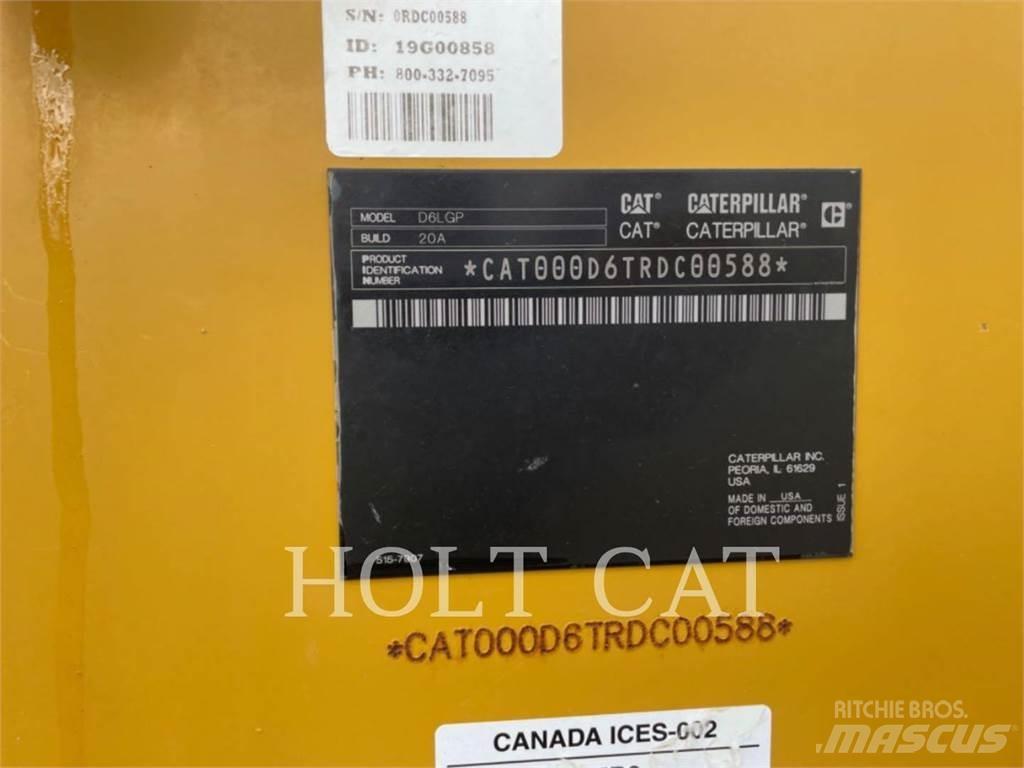 S/N: 0RDC00588
ID: 19G00858
PH: 800-332-7095
MODEL D6LGP
BUILD 20A
CAT® CATERPILLAR®
CAT® CATERPILLAR®
PRODUCT
IDENTIFICATION
NUMBER
*CAT000D6TRDC00588*
CATERPILLAR INC.
PEORIA, IL 61629
USA
MADE IN USA
OF DOMESTIC AND
FOREIGN COMPONENTS
ISSUE 1
515-7907
HOLT CAT
*CAT000D6TRDC00588*
CANADA ICES-002
RITCHIE BROS.
MASCUS